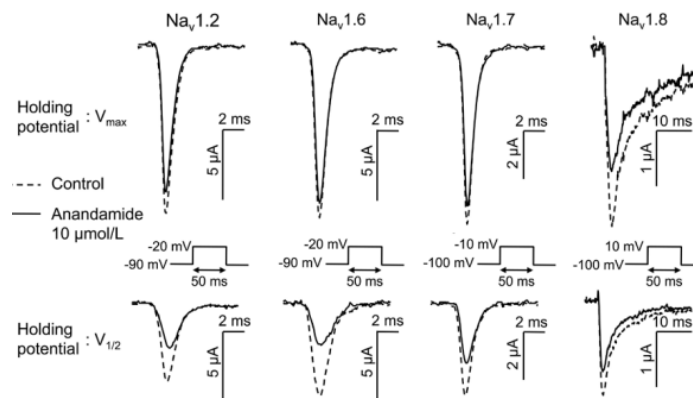 Nav1.2 Nav1.6 Nav1.7 Nav1.8
Holding potential : Vmax
2 ms 2 ms 2 ms 10 ms
5 µA 5 µA 2 µA 1 µA
Control
Anandamide
10 µmol/L
-20 mV -20 mV -10 mV 10 mV
-90 mV -90 mV -100 mV -100 mV
50 ms 50 ms 50 ms 50 ms
Holding potential : V1/2
2 ms 2 ms 2 ms 10 ms
5 µA 5 µA 2 µA 1 µA